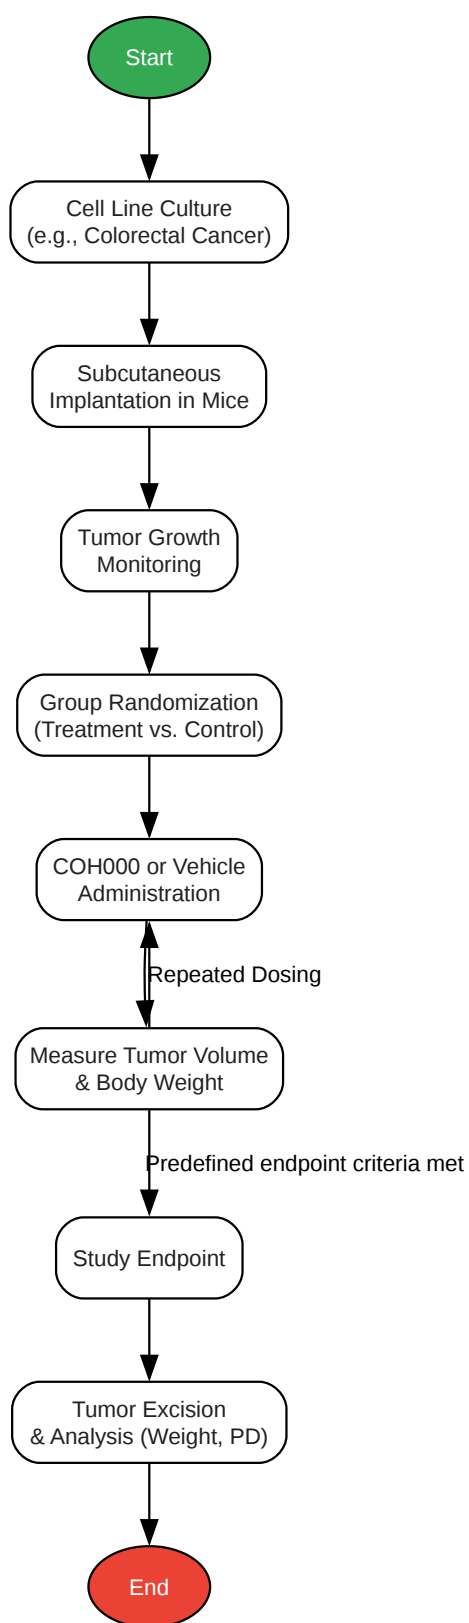 Start
Cell Line Culture
(e.g., Colorectal Cancer)
Subcutaneous
Implantation in Mice
Tumor Growth
Monitoring
Group Randomization
(Treatment vs. Control)
COH000 or Vehicle
Administration
Repeated Dosing
Measure Tumor Volume
& Body Weight
Predefined endpoint criteria met
Study Endpoint
Tumor Excision
& Analysis (Weight, PD)
End